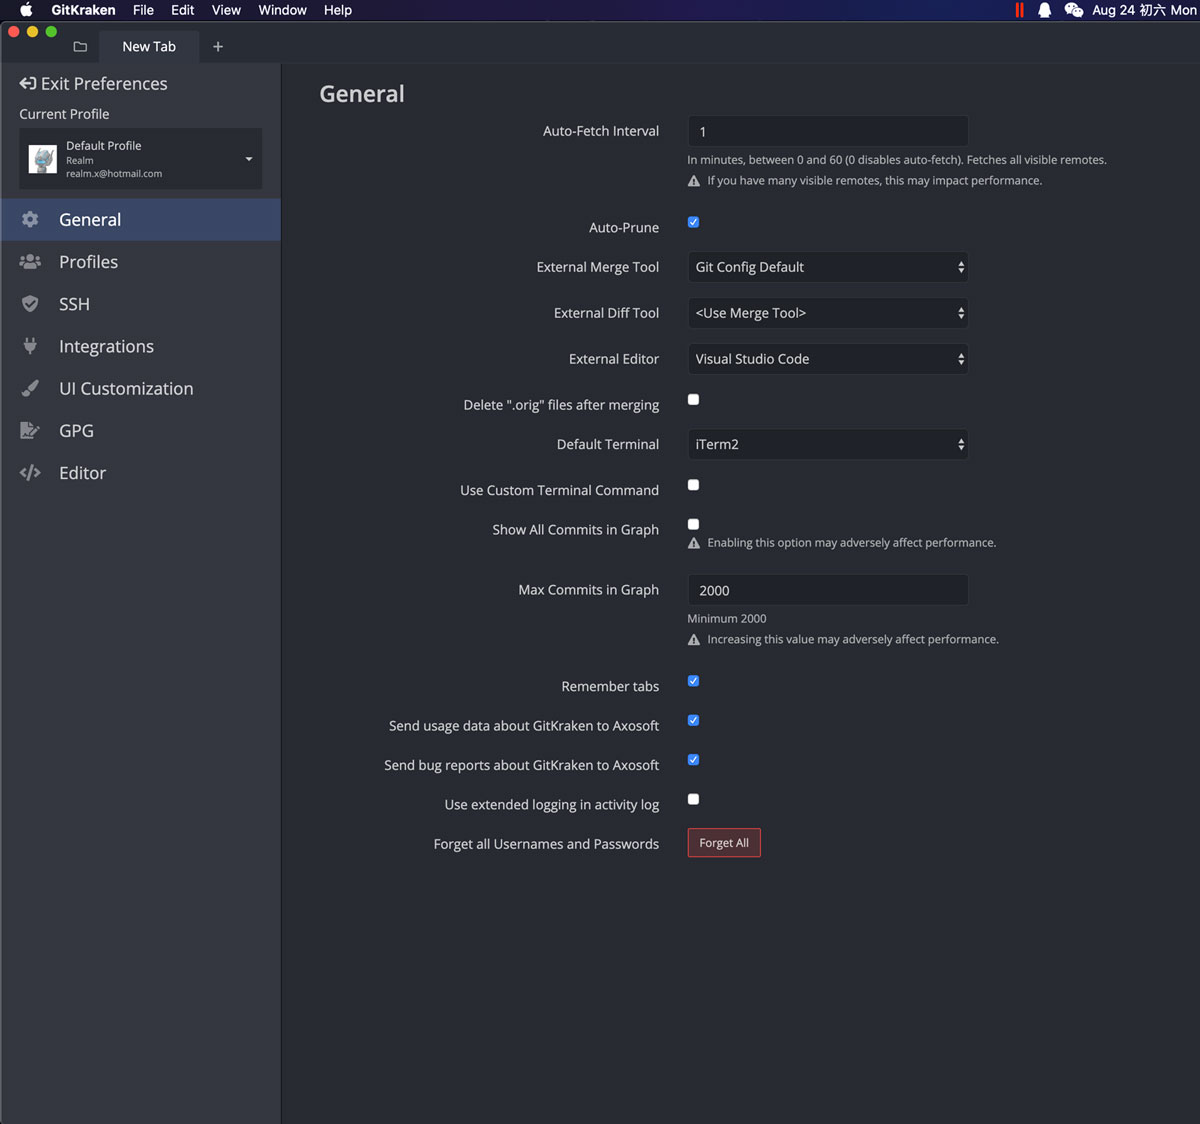 GitKraken File Edit View Window Help Aug 24 初六 Mon
New Tab +
Exit Preferences
Current Profile
Default Profile
Realm
realm.x@hotmail.com
General
Profiles
SSH
Integrations
UI Customization
GPG
Editor
General
Auto-Fetch Interval 1
In minutes, between 0 and 60 (0 disables auto-fetch). Fetches all visible remotes.
If you have many visible remotes, this may impact performance.
Auto-Prune
External Merge Tool Git Config Default
External Diff Tool <Use Merge Tool>
External Editor Visual Studio Code
Delete ".orig" files after merging
Default Terminal iTerm2
Use Custom Terminal Command
Show All Commits in Graph
Enabling this option may adversely affect performance.
Max Commits in Graph 2000
Minimum 2000
Increasing this value may adversely affect performance.
Remember tabs
Send usage data about GitKraken to Axosoft
Send bug reports about GitKraken to Axosoft
Use extended logging in activity log
Forget all Usernames and Passwords Forget All